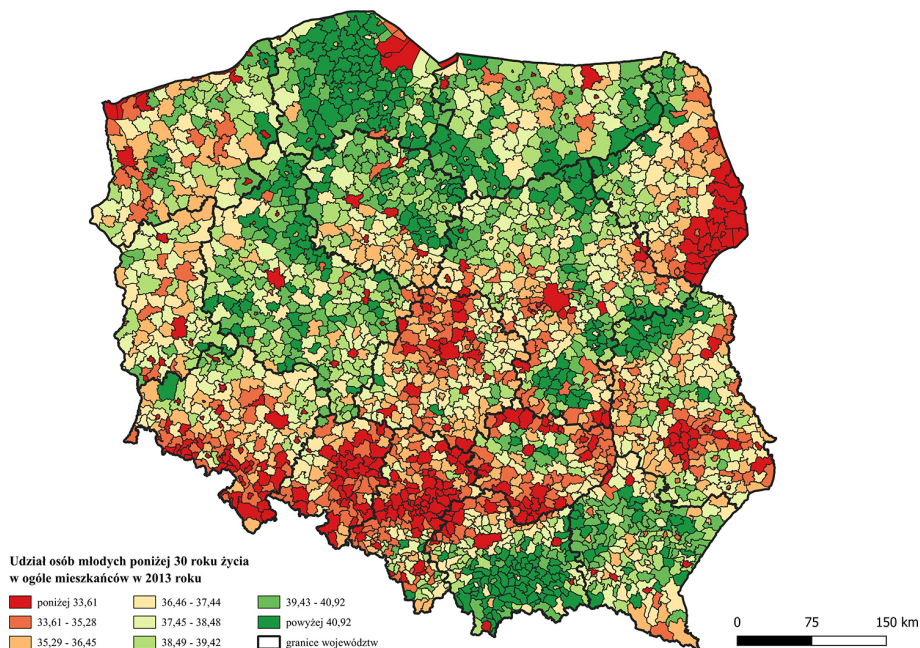 Udział osób młodych poniżej 30 roku życia
w ogóle mieszkańców w 2013 roku
poniżej 33,61
33,61 - 35,28
35,29 - 36,45
36,46 - 37,44
37,45 - 38,48
38,49 - 39,42
39,43 - 40,92
powyżej 40,92
granice województw
0 75 150 km